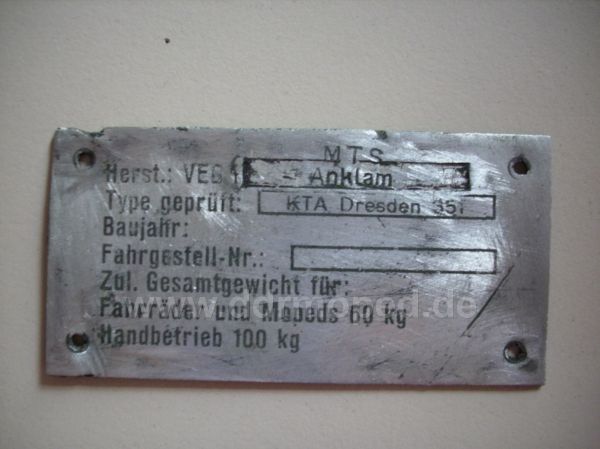 MTS
Herst.: VEB Anklam
Type geprüft: KTA Dresden 351
Baujahr:
Fahrgestell-Nr.:
Zul. Gesamtgewicht für:
www.ddrmoped.de
Fahrräder und Mopeds 60 kg
Handbetrieb 100 kg